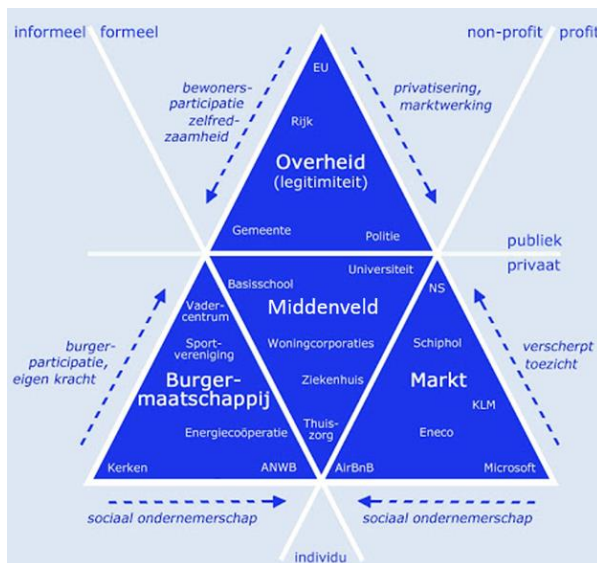 informeel formeel
non-profit profit
EU
bewoners-
participatie
zelfred-
zaamheid
privatisering,
marktwerking
Rijk
Overheid
(legitimiteit)
Gemeente
Politie
publiek
privaat
Universiteit
Basisschool
NS
Vader-
centrum
Middenveld
burger-
participatie,
eigen kracht
Sport-
vereniging
Woningcorporaties
Schiphol
verscherpt
toezicht
Burger-
maatschappij
Ziekenhuis
Markt
KLM
Thuis-
zorg
Energiecoöperatie
Eneco
Kerken
ANWB
AirBnB
Microsoft
sociaal ondernemerschap
sociaal ondernemerschap
individu